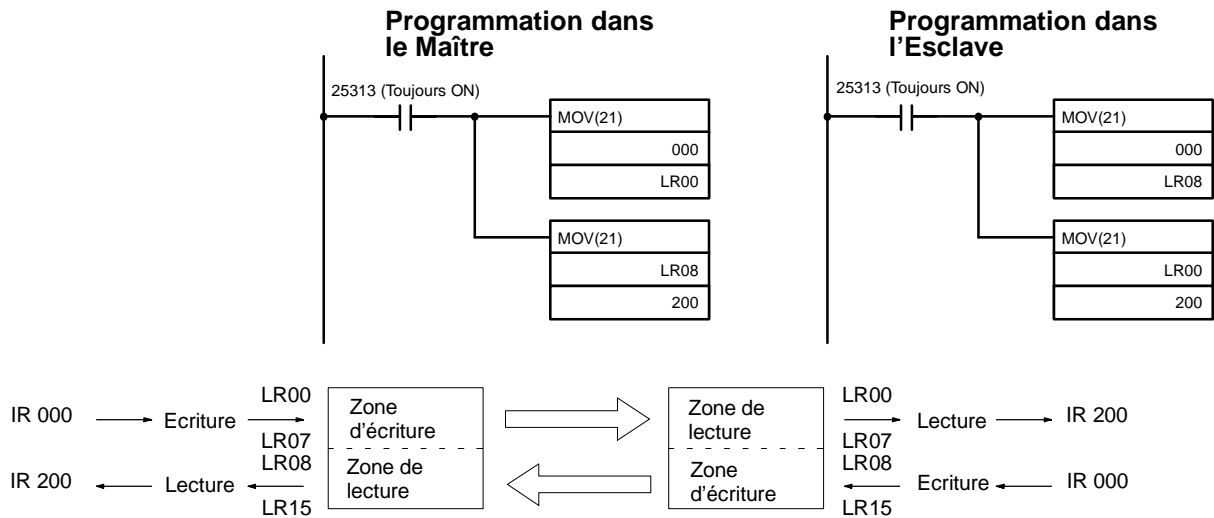 Programmation dans
le Maître
25313 (Toujours ON)
MOV(21)
000
LR00
MOV(21)
LR08
200
Programmation dans
l'Esclave
25313 (Toujours ON)
MOV(21)
000
LR08
MOV(21)
LR00
200
IR 000
Ecriture
LR00
LR07
IR 200
Lecture
LR08
LR15
Zone
d'écriture
Zone de
lecture
Zone de
lecture
Zone
d'écriture
LR00
LR07
Lecture
IR 200
LR08
LR15
Ecriture
IR 000